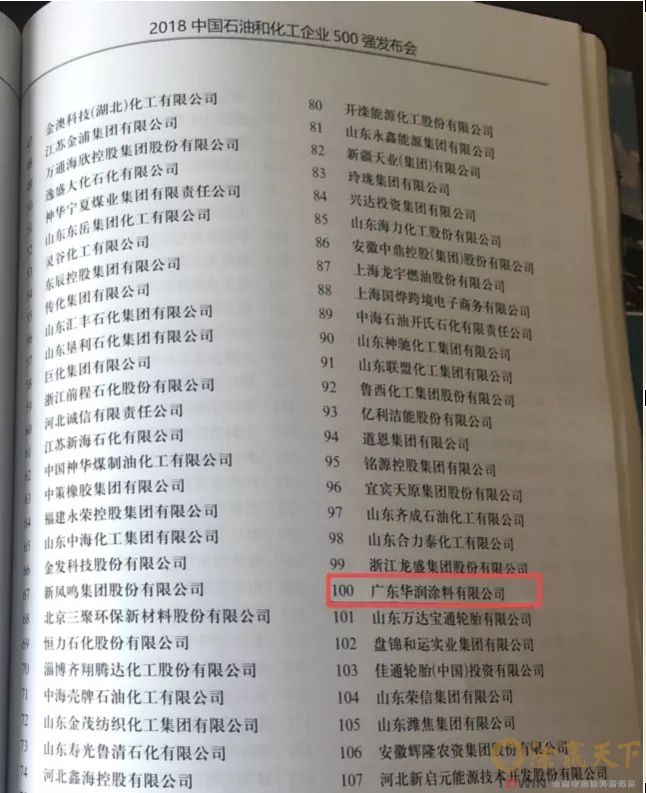 2018 中国石油和化工企业 500 强发布会
47 金澳科技(湖北)化工有限公司
48 江苏金浦集团有限公司
49 万通海欣控股集团股份有限公司
50 逸盛大化石化有限公司
51 神华宁夏煤业集团有限责任公司
52 山东东岳集团化工有限公司
53 灵谷化工有限公司
54 东辰控股集团有限公司
55 传化集团有限公司
56 山东汇丰石化集团有限公司
57 山东垦利石化集团有限公司
58 巨化集团有限公司
59 浙江前程石化股份有限公司
60 河北诚信有限责任公司
61 江苏新海石化有限公司
62 中国神华煤制油化工有限公司
63 中策橡胶集团有限公司
64 福建永荣控股集团有限公司
65 山东中海化工集团有限公司
66 金发科技股份有限公司
67 新凤鸣集团股份有限公司
68 北京三聚环保新材料股份有限公司
69 恒力石化股份有限公司
70 淄博齐翔腾达化工股份有限公司
71 中海壳牌石油化工有限公司
72 山东金茂纺织化工集团有限公司
73 山东寿光鲁清石化有限公司
74 河北鑫海控股有限公司
80 开滦能源化工股份有限公司
81 山东永鑫能源集团有限公司
82 新疆天业(集团)有限公司
83 玲珑集团有限公司
84 兴达投资集团有限公司
85 山东海力化工股份有限公司
86 安徽中鼎控股(集团)股份有限公司
87 上海龙宇燃油股份有限公司
88 上海国烨跨境电子商务有限公司
89 中海石油开氏石化有限责任公司
90 山东神驰化工集团有限公司
91 山东联盟化工集团有限公司
92 鲁西化工集团股份有限公司
93 亿利洁能股份有限公司
94 道恩集团有限公司
95 铭源控股集团有限公司
96 宜宾天原集团股份有限公司
97 山东齐成石油化工有限公司
98 山东合力泰化工有限公司
99 浙江龙盛集团股份有限公司
100 广东华润涂料有限公司
101 山东万达宝通轮胎有限公司
102 盘锦和运实业集团有限公司
103 佳通轮胎(中国)投资有限公司
104 山东荣信集团有限公司
105 山东潍焦集团有限公司
106 安徽辉隆农资集团股份有限公司
107 河北新启元能源技术开发股份有限公司
涂赢天下
TOWIN